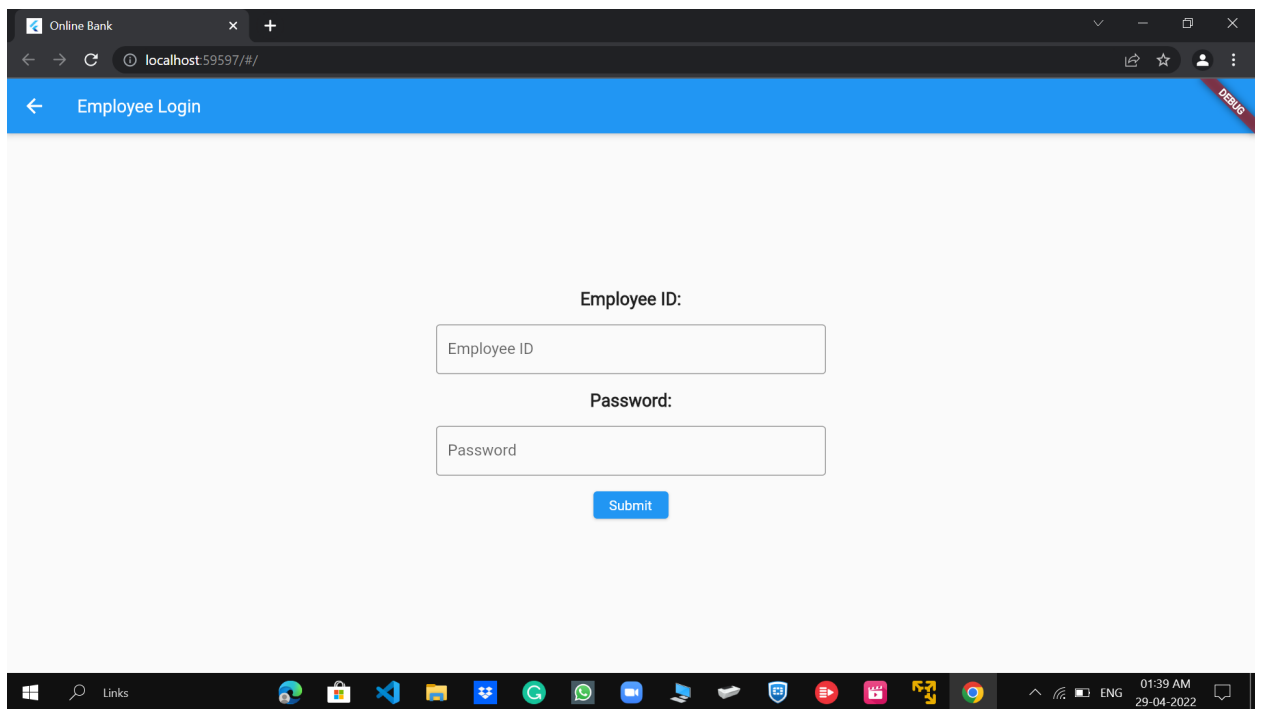 Online Bank
localhost:59597/#/
Employee Login
DEBUG
Employee ID:
Employee ID
Password:
Password
Submit
Links
ENG
01:39 AM
29-04-2022